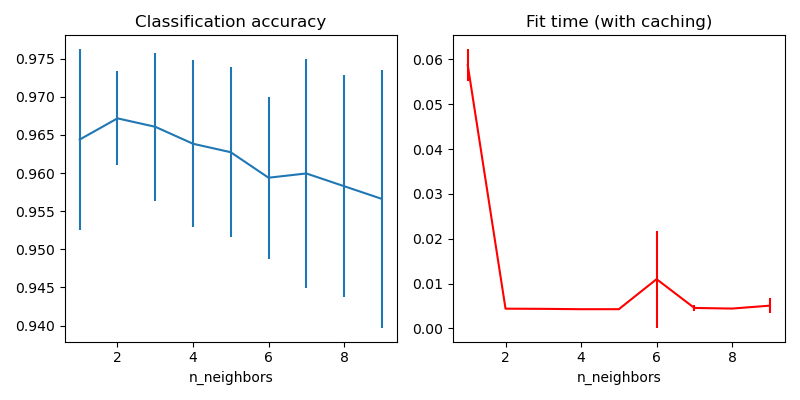 Classification accuracy
0.975
0.970
0.965
0.960
0.955
0.950
0.945
0.940
2 4 6 8
n_neighbors
Fit time (with caching)
0.06
0.05
0.04
0.03
0.02
0.01
0.00
2 4 6 8
n_neighbors